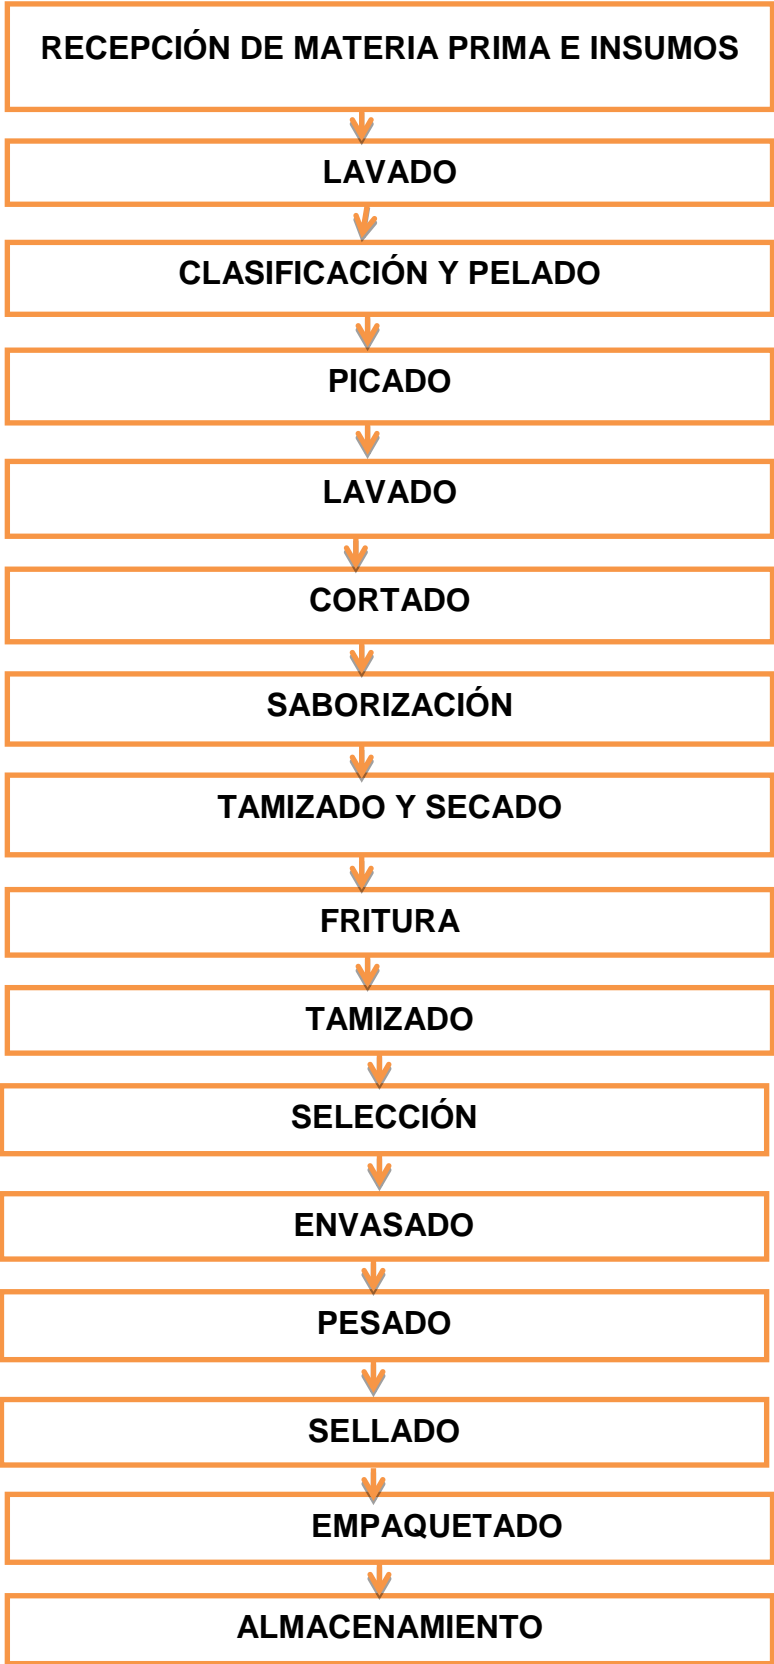 RECEPCIÓN DE MATERIA PRIMA E INSUMOS
LAVADO
CLASIFICACIÓN Y PELADO
PICADO
LAVADO
CORTADO
SABORIZACIÓN
TAMIZADO Y SECADO
FRITURA
TAMIZADO
SELECCIÓN
ENVASADO
PESADO
SELLADO
EMPAQUETADO
ALMACENAMIENTO